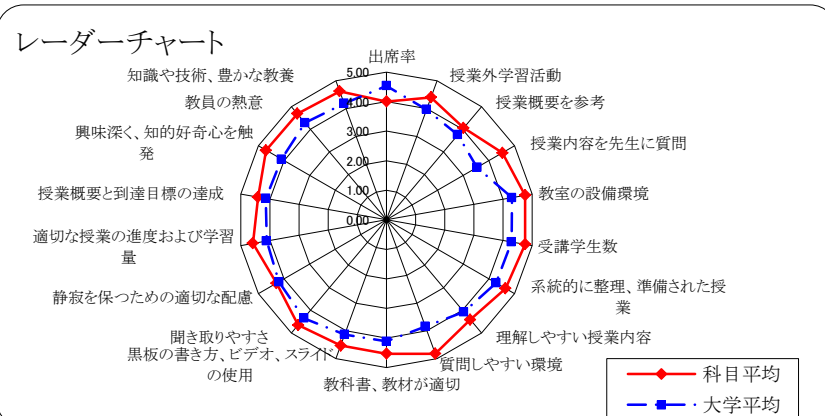 レーダーチャート
出席率
授業外学習活動
授業概要を参考
授業内容を先生に質問
教室の設備環境
受講学生数
系統的に整理、準備された授
業
理解しやすい授業内容
質問しやすい環境
教科書、教材が適切
黒板の書き方、ビデオ、スライド
の使用
聞き取りやすさ
静寂を保つための適切な配慮
適切な授業の進度および学習
量
授業概要と到達目標の達成
興味深く、知的好奇心を触
発
教員の熱意
知識や技術、豊かな教養
5.00
4.00
3.00
2.00
1.00
0.00
科目平均
大学平均